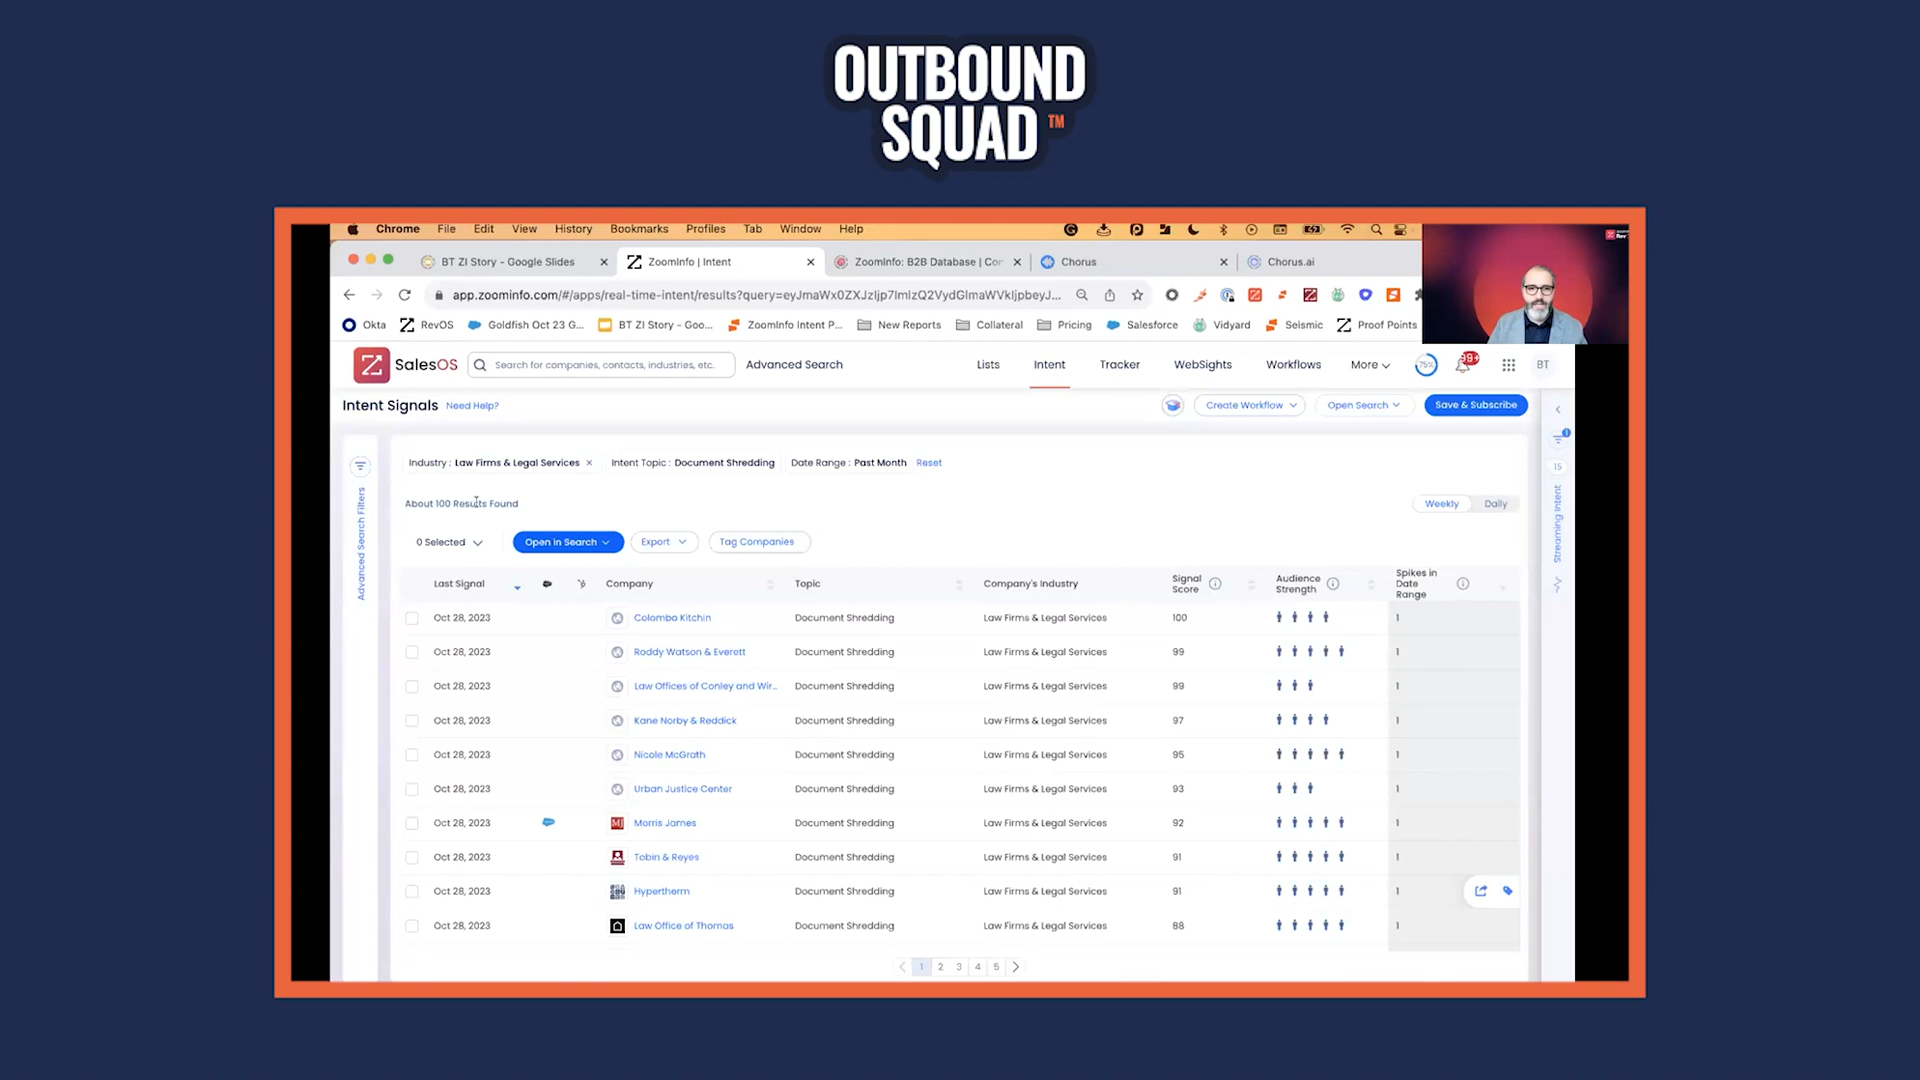 OUTBOUND
SQUAD™
Chrome File Edit View History Bookmarks Profiles Tab Window Help
BT ZI Story - Google Slides
ZoomInfo | Intent
ZoomInfo: B2B Database | Cor
Chorus
Chorus.ai
app.zoominfo.com/#/apps/real-time-intent/results?query=eyJmaWx0ZXJzIjp7ImIzQ2VydGlmaWVkIjpbeyJ...
Okta RevOS Goldfish Oct 23 G... BT ZI Story - Goo... ZoomInfo Intent P... New Reports Collateral Pricing Salesforce Vidyard Seismic Proof Points
SalesOS Search for companies, contacts, industries, etc. Advanced Search Lists Intent Tracker WebSights Workflows More 75% 99+ BT
Intent Signals Need Help? Create Workflow Open Search Save & Subscribe
Industry : Law Firms & Legal Services × Intent Topic : Document Shredding Date Range : Past Month Reset
About 100 Results Found Weekly Daily
0 Selected Open in Search Export Tag Companies
Advanced Search Filters
1
15
Streaming Intent
Last Signal Company Topic Company's Industry Signal Score Audience Strength Spikes in Date Range
Oct 28, 2023 Colombo Kitchin Document Shredding Law Firms & Legal Services 100 1
Oct 28, 2023 Roddy Watson & Everett Document Shredding Law Firms & Legal Services 99 1
Oct 28, 2023 Law Offices of Conley and Wir... Document Shredding Law Firms & Legal Services 99 1
Oct 28, 2023 Kane Norby & Reddick Document Shredding Law Firms & Legal Services 97 1
Oct 28, 2023 Nicole McGrath Document Shredding Law Firms & Legal Services 95 1
Oct 28, 2023 Urban Justice Center Document Shredding Law Firms & Legal Services 93 1
Oct 28, 2023 MJ Morris James Document Shredding Law Firms & Legal Services 92 1
Oct 28, 2023 Tobin & Reyes Document Shredding Law Firms & Legal Services 91 1
Oct 28, 2023 Hypertherm Document Shredding Law Firms & Legal Services 91 1
Oct 28, 2023 Law Office of Thomas Document Shredding Law Firms & Legal Services 88 1
1 2 3 4 5